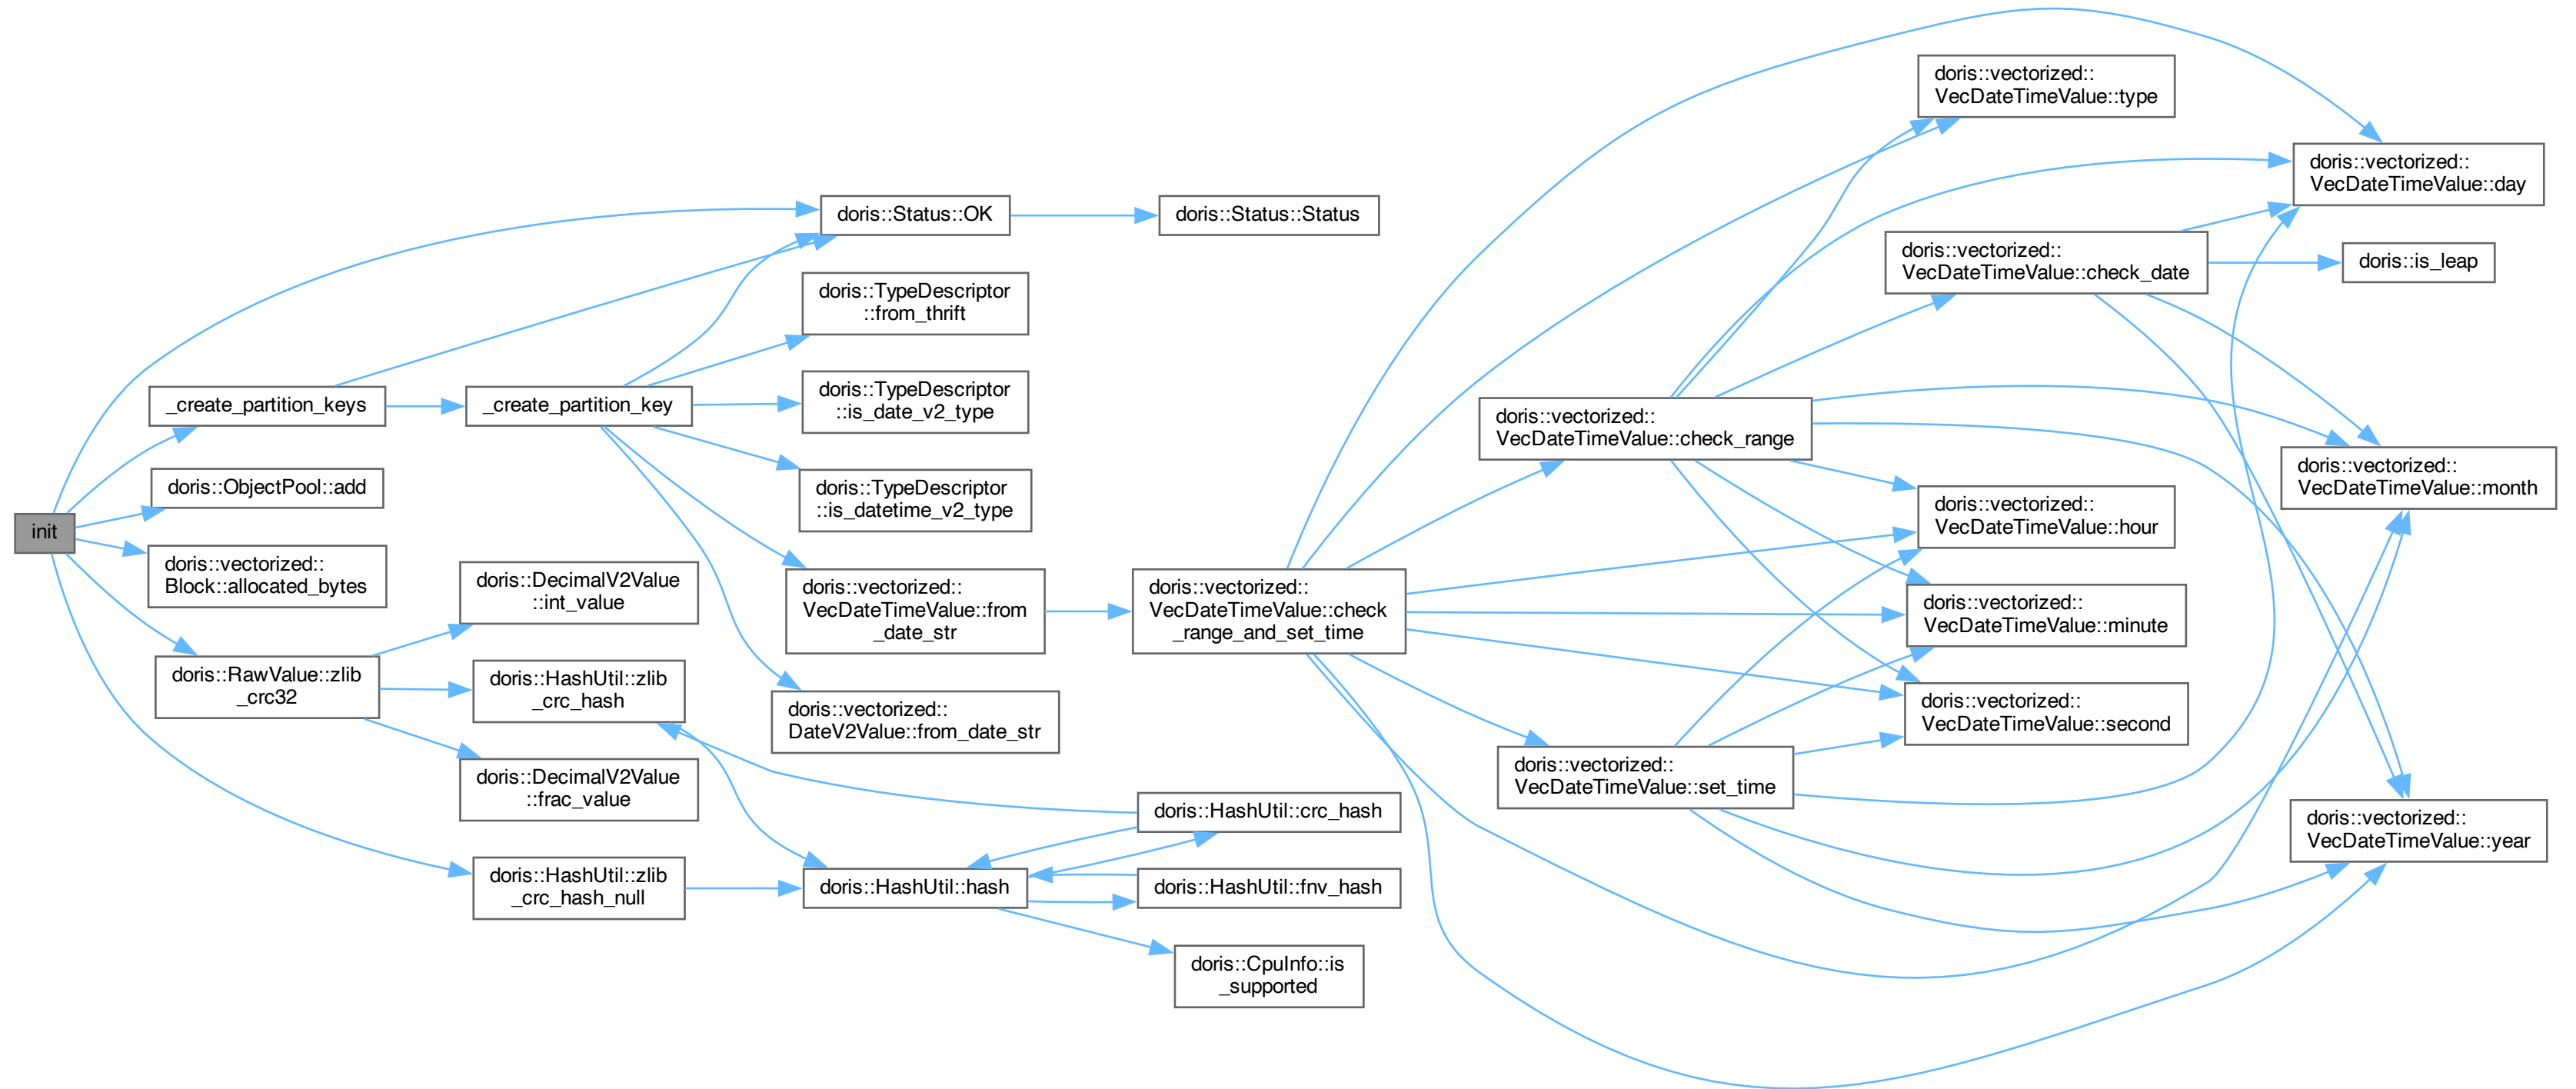 init
_create_partition_keys
doris::ObjectPool::add
doris::vectorized::
Block::allocated_bytes
doris::RawValue::zlib
_crc32
doris::DecimalV2Value
::int_value
doris::HashUtil::zlib
_crc_hash
doris::DecimalV2Value
::frac_value
doris::HashUtil::zlib
_crc_hash_null
_create_partition_key
doris::Status::OK
doris::Status::Status
doris::TypeDescriptor
::from_thrift
doris::TypeDescriptor
::is_date_v2_type
doris::TypeDescriptor
::is_datetime_v2_type
doris::vectorized::
VecDateTimeValue::from
_date_str
doris::vectorized::
DateV2Value::from_date_str
doris::HashUtil::hash
doris::HashUtil::crc_hash
doris::HashUtil::fnv_hash
doris::CpuInfo::is
_supported
doris::vectorized::
VecDateTimeValue::check
_range_and_set_time
doris::vectorized::
VecDateTimeValue::check_range
doris::vectorized::
VecDateTimeValue::set_time
doris::vectorized::
VecDateTimeValue::type
doris::vectorized::
VecDateTimeValue::check_date
doris::vectorized::
VecDateTimeValue::hour
doris::vectorized::
VecDateTimeValue::minute
doris::vectorized::
VecDateTimeValue::second
doris::vectorized::
VecDateTimeValue::day
doris::is_leap
doris::vectorized::
VecDateTimeValue::month
doris::vectorized::
VecDateTimeValue::year